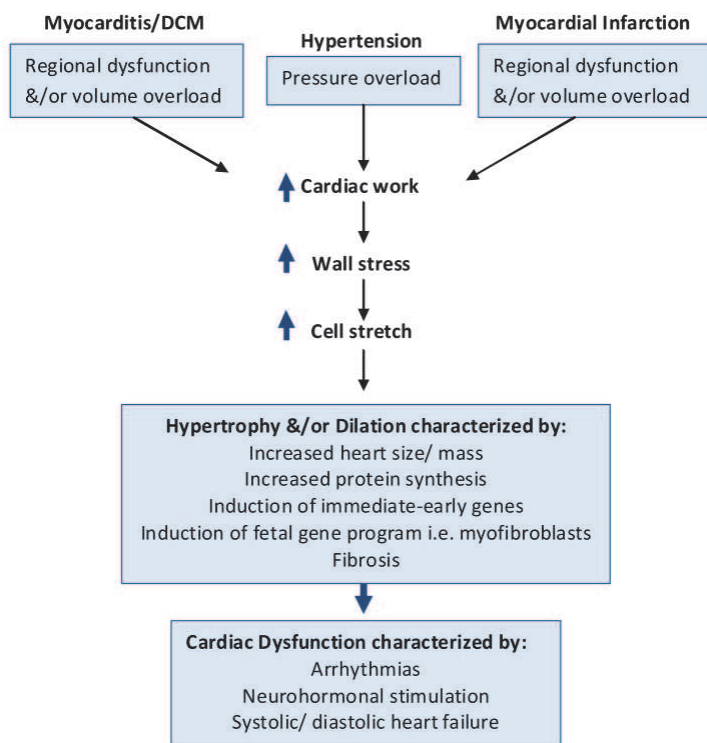 Myocarditis/DCM
Regional dysfunction
&/or volume overload
Hypertension
Pressure overload
Myocardial Infarction
Regional dysfunction
&/or volume overload
Cardiac work
Wall stress
Cell stretch
Hypertrophy &/or Dilation characterized by:
Increased heart size/ mass
Increased protein synthesis
Induction of immediate-early genes
Induction of fetal gene program i.e. myofibroblasts
Fibrosis
Cardiac Dysfunction characterized by:
Arrhythmias
Neurohormonal stimulation
Systolic/ diastolic heart failure